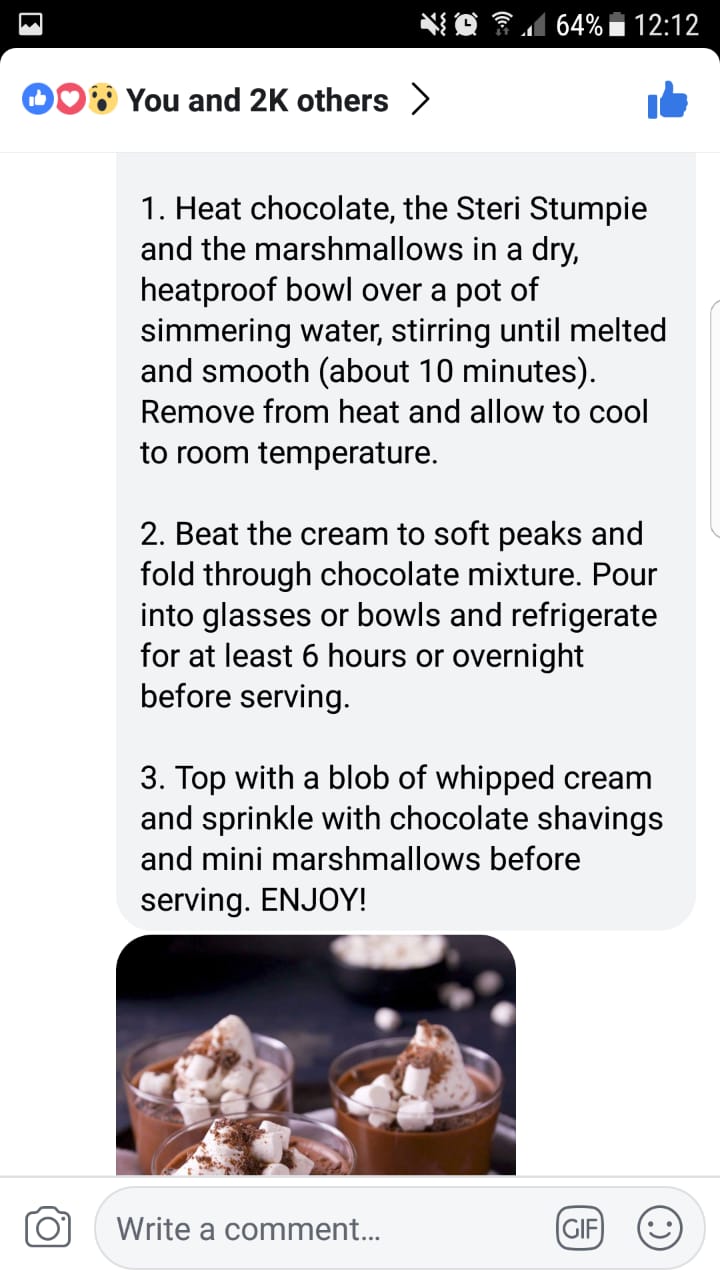 64% 12:12
You and 2K others
1. Heat chocolate, the Steri Stumpie
and the marshmallows in a dry,
heatproof bowl over a pot of
simmering water, stirring until melted
and smooth (about 10 minutes).
Remove from heat and allow to cool
to room temperature.
2. Beat the cream to soft peaks and
fold through chocolate mixture. Pour
into glasses or bowls and refrigerate
for at least 6 hours or overnight
before serving.
3. Top with a blob of whipped cream
and sprinkle with chocolate shavings
and mini marshmallows before
serving. ENJOY!
Write a comment... GIF